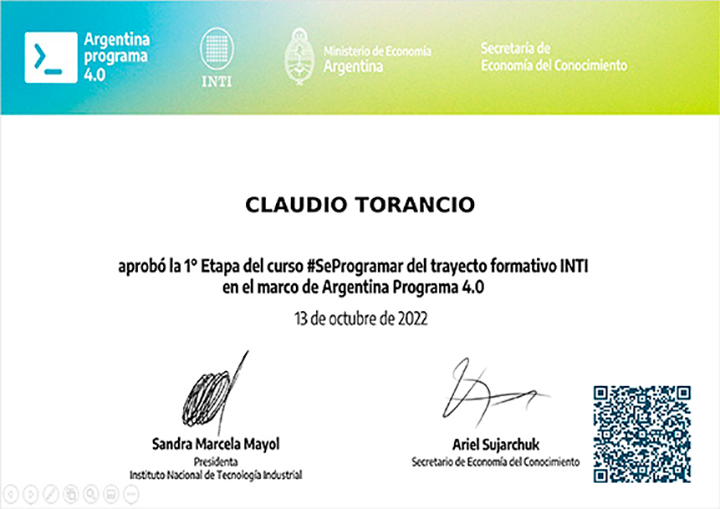 Argentina
programa
4.0
INTI
Ministerio de Economía
Argentina
Secretaría de
Economía del Conocimiento
CLAUDIO TORANCIO
aprobó la 1° Etapa del curso #SeProgramar del trayecto formativo INTI
en el marco de Argentina Programa 4.0
13 de octubre de 2022
Sandra Marcela Mayol
Presidenta
Instituto Nacional de Tecnología Industrial
Ariel Sujarchuk
Secretario de Economía del Conocimiento